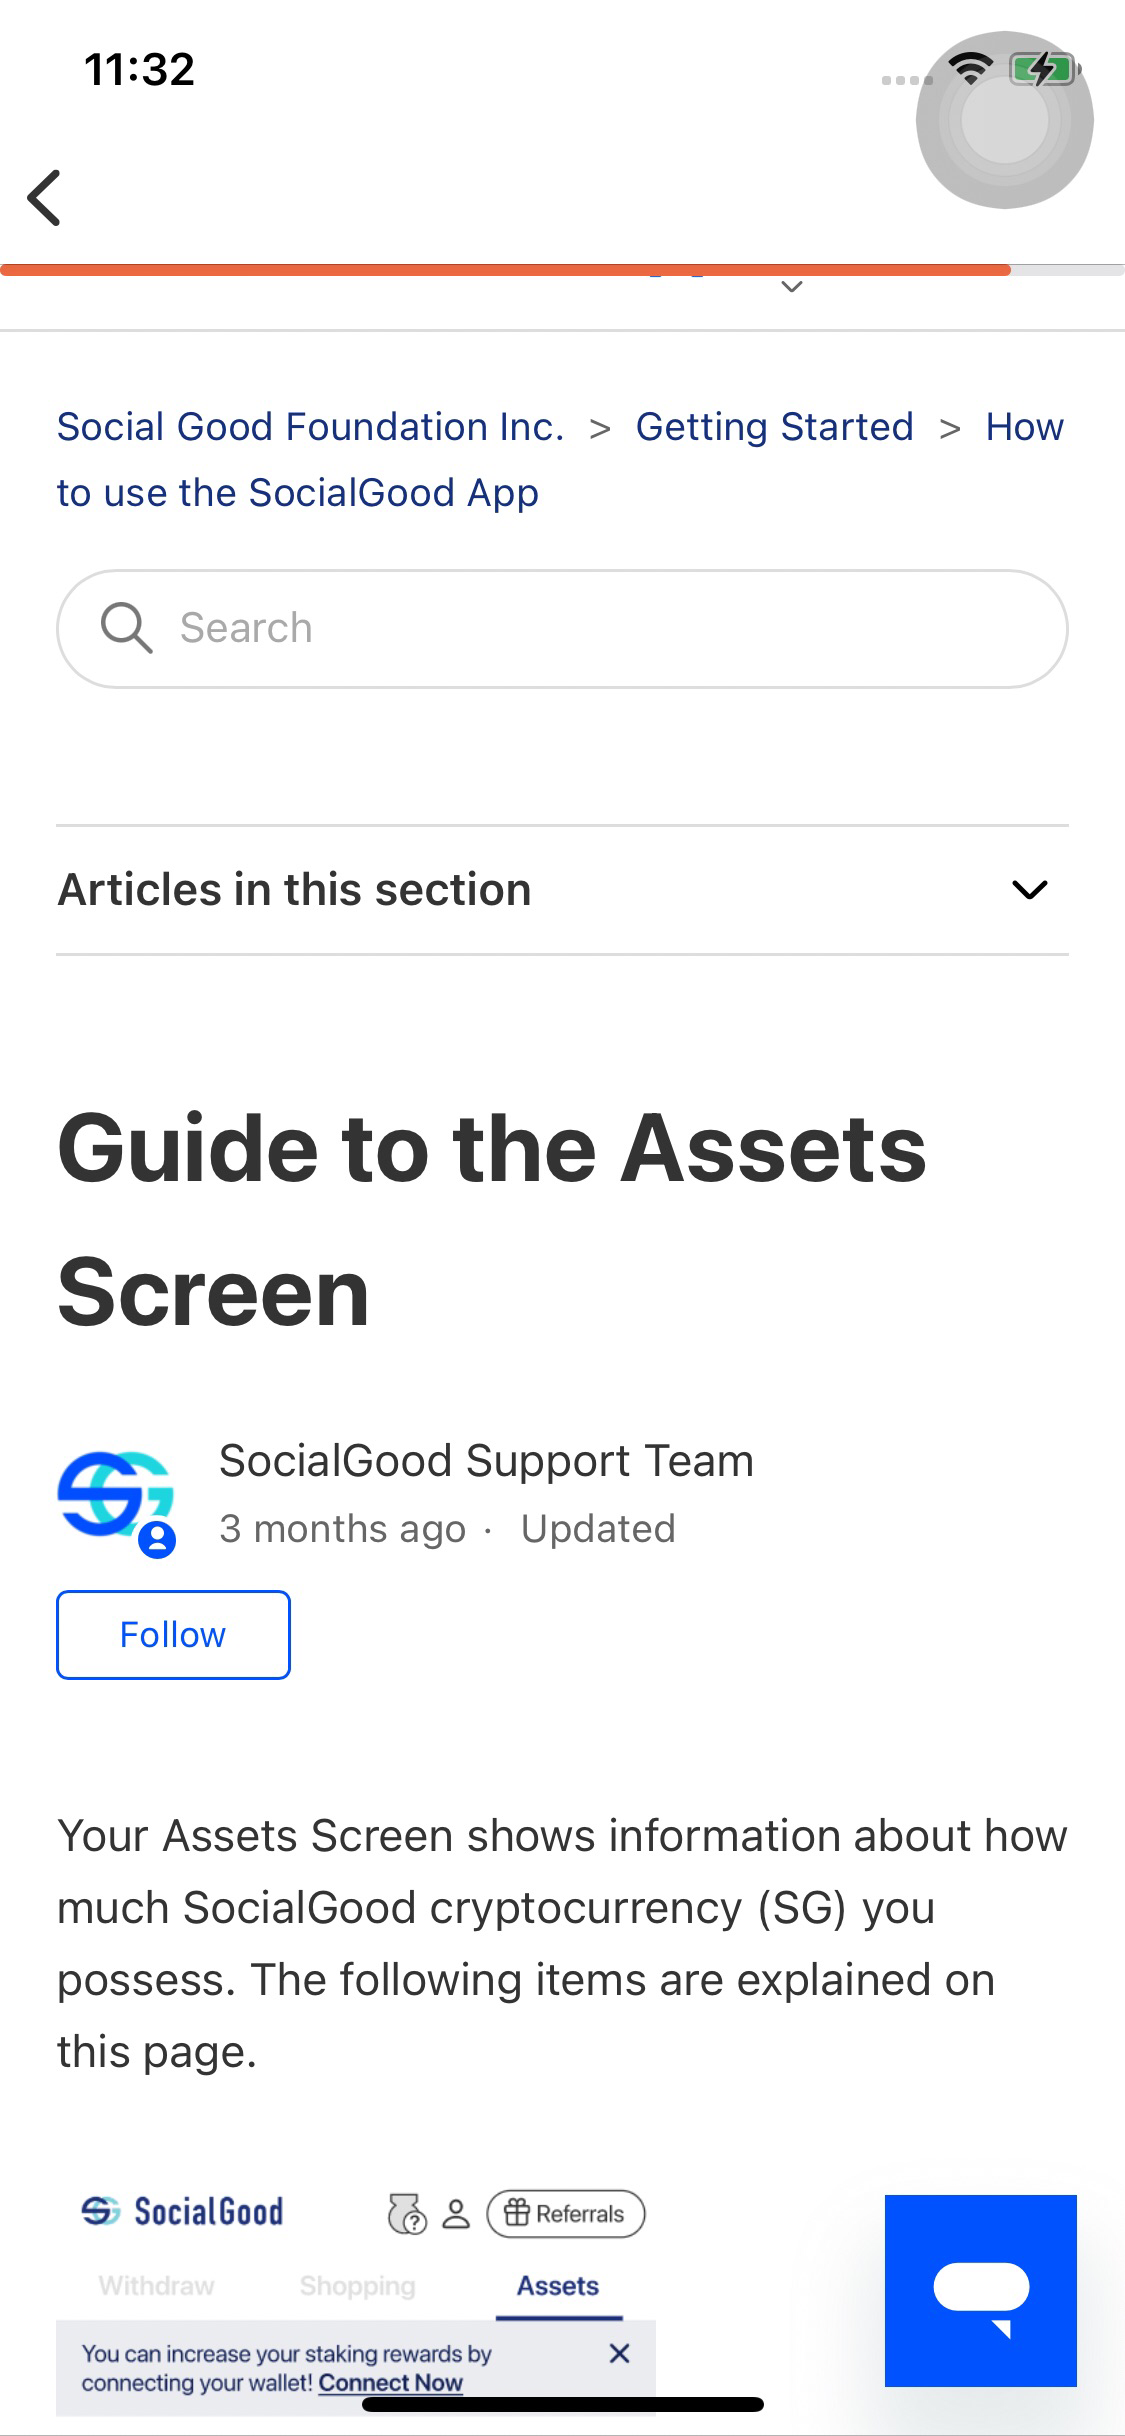 11:32
Social Good Foundation Inc. > Getting Started > How
to use the SocialGood App
Search
Articles in this section
Guide to the Assets
Screen
SocialGood Support Team
3 months ago · Updated
Follow
Your Assets Screen shows information about how
much SocialGood cryptocurrency (SG) you
possess. The following items are explained on
this page.
SocialGood
Referrals
Withdraw Shopping Assets
You can increase your staking rewards by
connecting your wallet! Connect Now